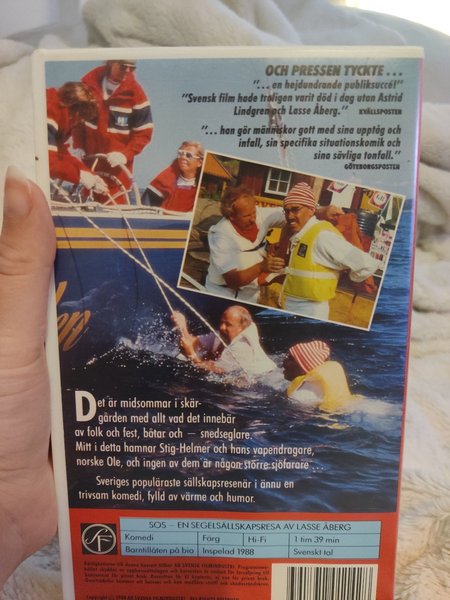 OCH PRESSEN TYCKTE ...
"... en hejdundrande publiksuccé!"
"Svensk film hade troligen varit död i dag utan Astrid
Lindgren och Lasse Åberg." KVÄLLSPOSTEN
"... han gör människor gott med sina upptåg och
infall, sin specifika situationskomik och
sina sävliga tonfall."
GÖTEBORGSPOSTEN
den
Det är midsommar i skär-
gården med allt vad det innebär
av folk och fest, båtar och – snedseglare.
Mitt i detta hamnar Stig-Helmer och hans vapendragare,
norske Ole, och ingen av dem är någon större sjöfarare ...
Sveriges populäraste sällskapsresenär i ännu en
trivsam komedi, fylld av värme och humor.
SF
SOS – EN SEGELSÄLLSKAPSRESA AV LASSE ÅBERG
Komedi Färg Hi-Fi 1 tim 39 min
Barntillåten på bio Inspelad 1988 Svenskt tal